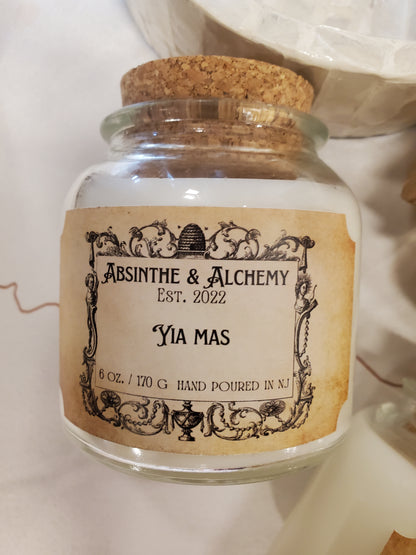 Absinthe & Alchemy
Est. 2022
Yia mas
6 oz. / 170 g hand poured in NJ